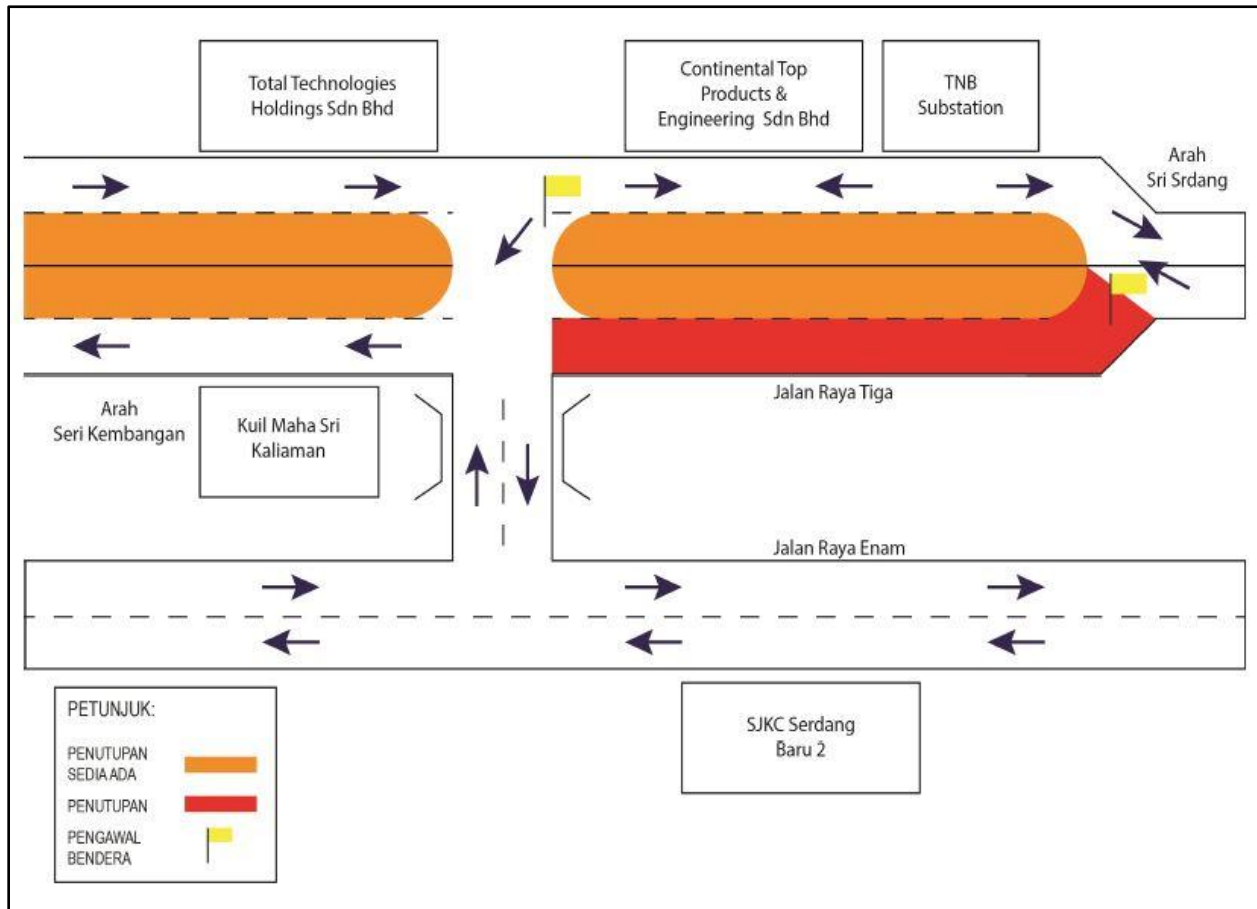 Total Technologies
Holdings Sdn Bhd
Continental Top
Products &
Engineering Sdn Bhd
TNB
Substation
Arah
Sri Srdang
Arah
Seri Kembangan
Kuil Maha Sri
Kaliaman
Jalan Raya Tiga
Jalan Raya Enam
PETUNJUK:
PENUTUPAN
SEDIA ADA
PENUTUPAN
PENGAWAL
BENDERA
SJKC Serdang
Baru 2